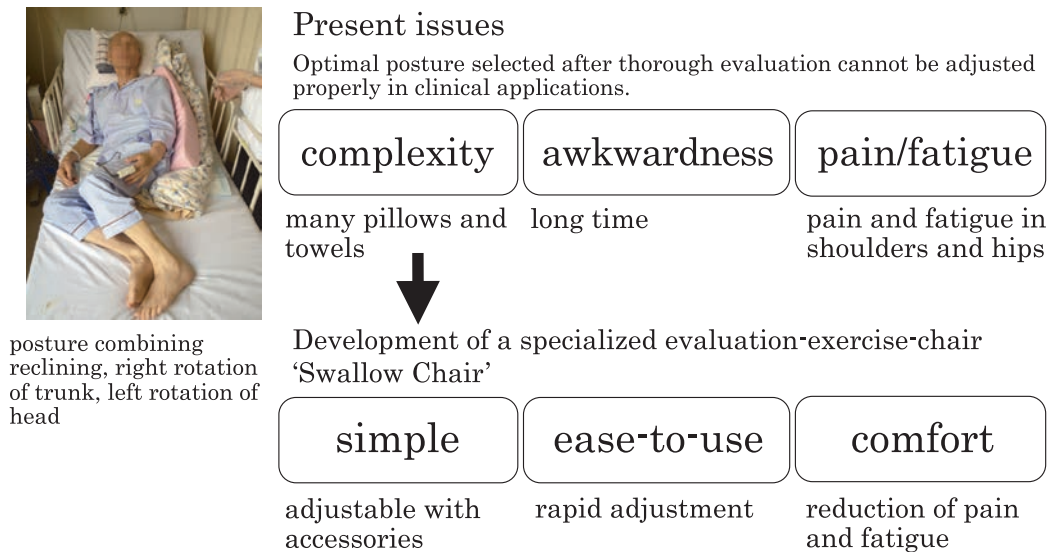 Present issues
Optimal posture selected after thorough evaluation cannot be adjusted
properly in clinical applications.
complexity
awkwardness
pain/fatigue
many pillows and
towels
long time
pain and fatigue in
shoulders and hips
posture combining
reclining, right rotation
of trunk, left rotation of
head
Development of a specialized evaluation-exercise-chair
‘Swallow Chair’
simple
ease-to-use
comfort
adjustable with
accessories
rapid adjustment
reduction of pain
and fatigue